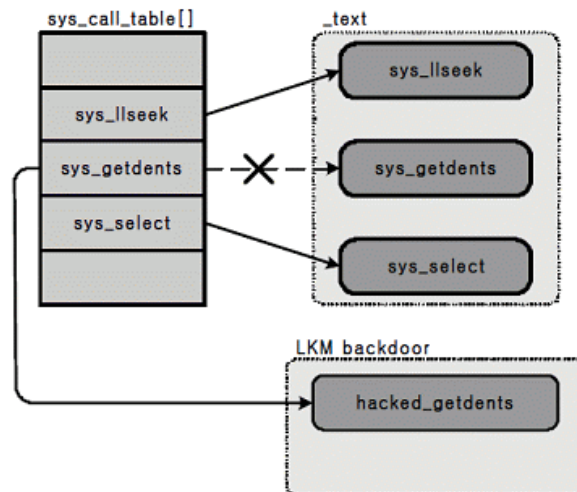 sys_call_table[]
_text
sys_llseek
sys_llseek
sys_getdents
sys_getdents
sys_select
sys_select
LKM backdoor
hacked_getdents